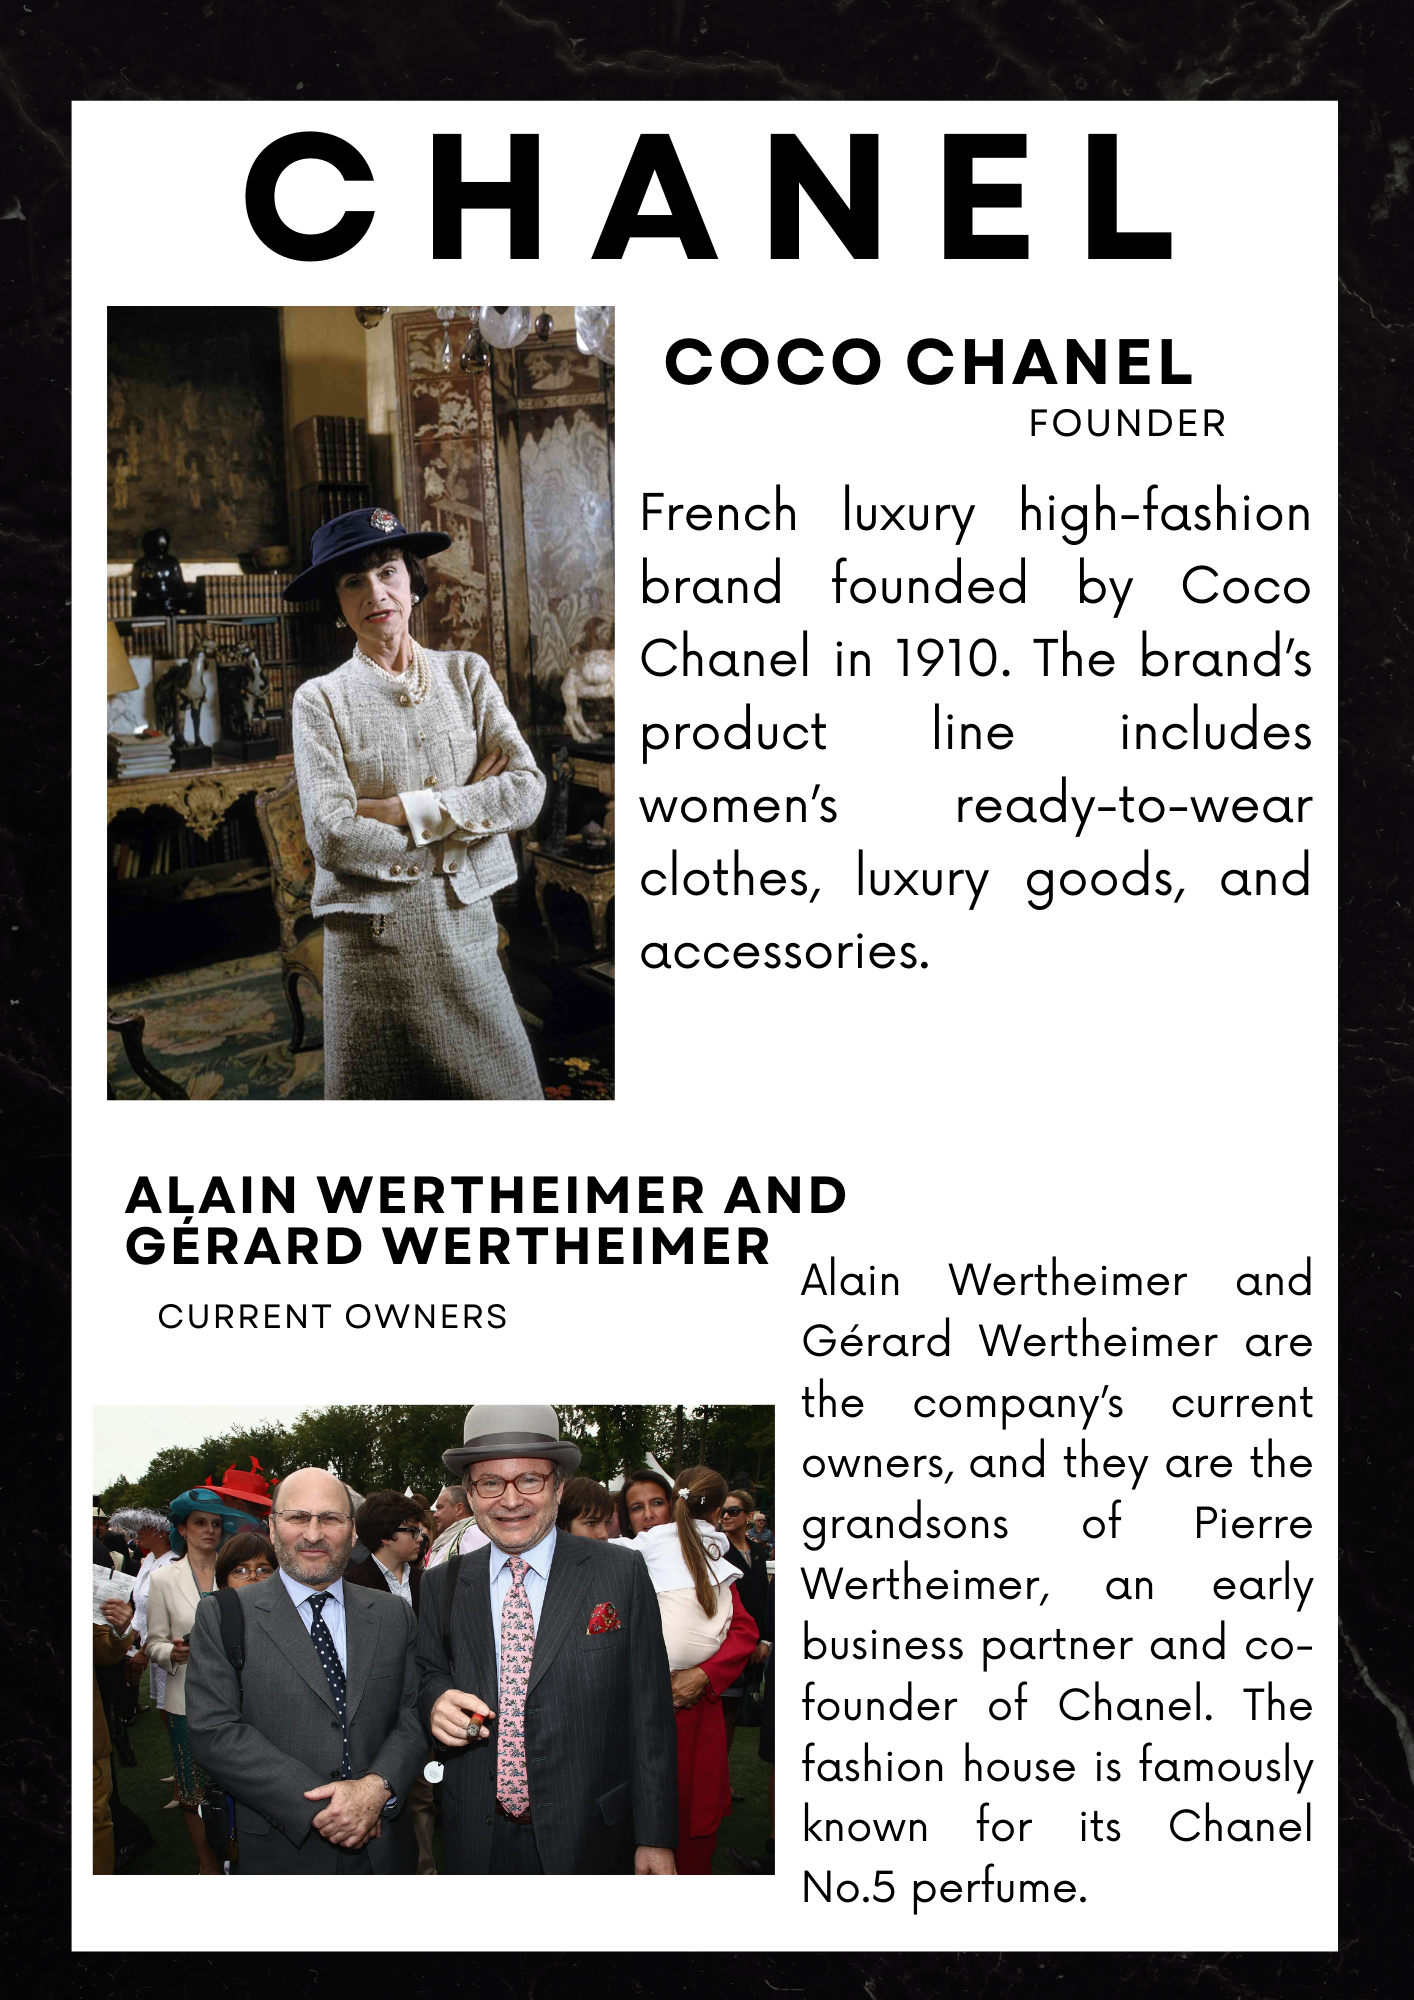 CHANEL
COCO CHANEL
FOUNDER
French luxury high-fashion
brand founded by Coco
Chanel in 1910. The brand’s
product line includes
women’s ready-to-wear
clothes, luxury goods, and
accessories.
ALAIN WERTHEIMER AND
GÉRARD WERTHEIMER
CURRENT OWNERS
Alain Wertheimer and
Gérard Wertheimer are
the company’s current
owners, and they are the
grandsons of Pierre
Wertheimer, an early
business partner and co-
founder of Chanel. The
fashion house is famously
known for its Chanel
No.5 perfume.